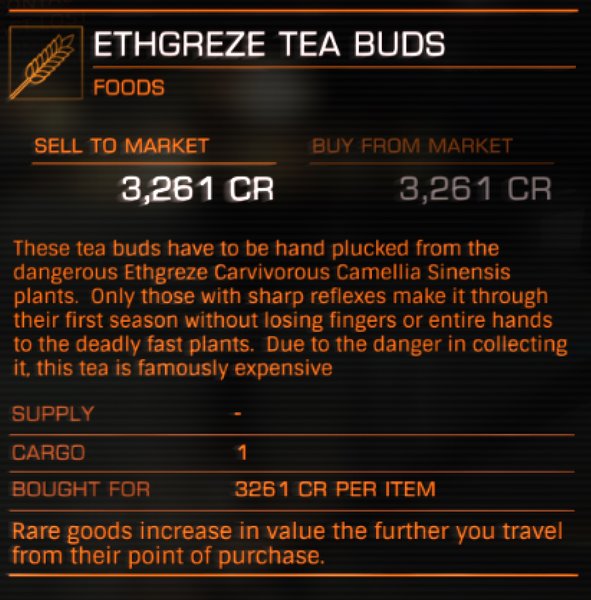 ETHGREZE TEA BUDS
FOODS
SELL TO MARKET BUY FROM MARKET
3,261 CR 3,261 CR
These tea buds have to be hand plucked from the
dangerous Ethgreze Carvivorous Camellia Sinensis
plants. Only those with sharp reflexes make it through
their first season without losing fingers or entire hands
to the deadly fast plants. Due to the danger in collecting
it, this tea is famously expensive
SUPPLY -
CARGO 1
BOUGHT FOR 3261 CR PER ITEM
Rare goods increase in value the further you travel
from their point of purchase.